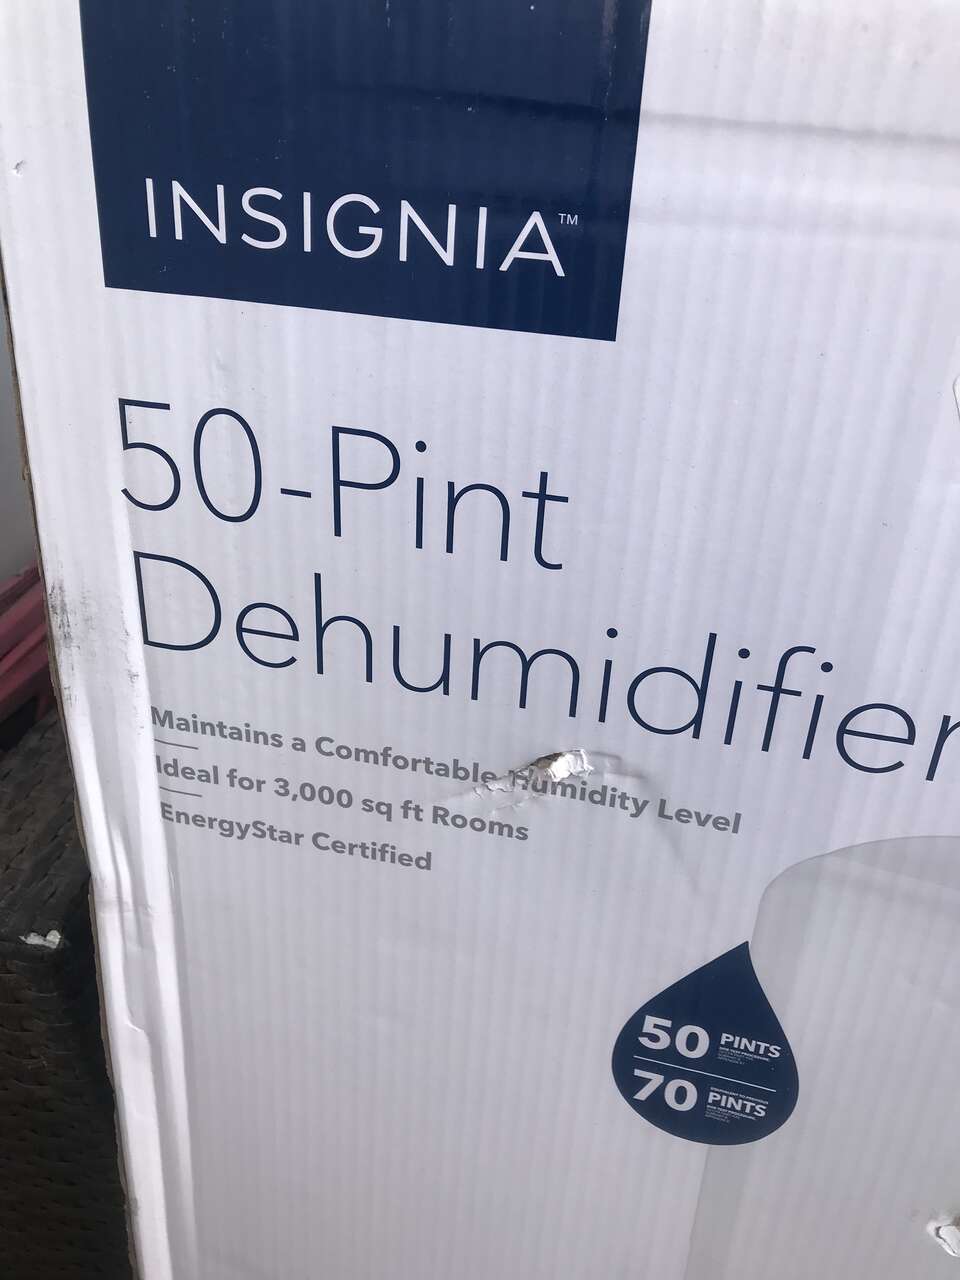 INSIGNIA™
50-Pint
Dehumidifier
Maintains a Comfortable Humidity Level
Ideal for 3,000 sq ft Rooms
EnergyStar Certified
50 PINTS
70 PINTS